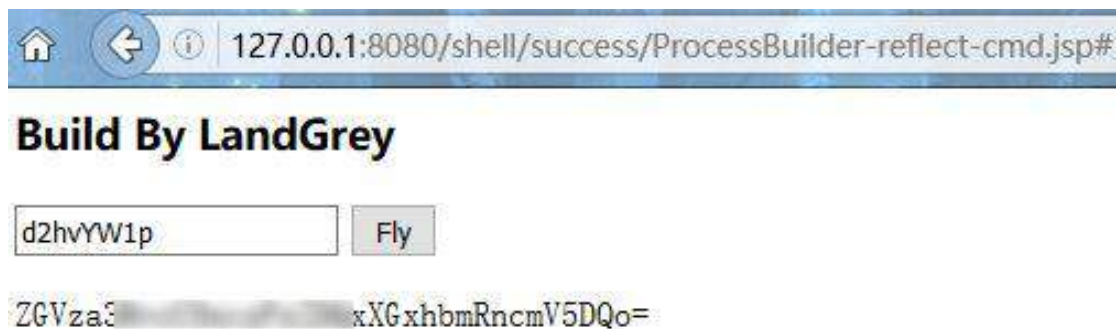 127.0.0.1:8080/shell/success/ProcessBuilder-reflect-cmd.jsp#
Build By LandGrey
d2hvYW1p
Fly
ZGVza3 xXGxhbmRncmV5DQo=